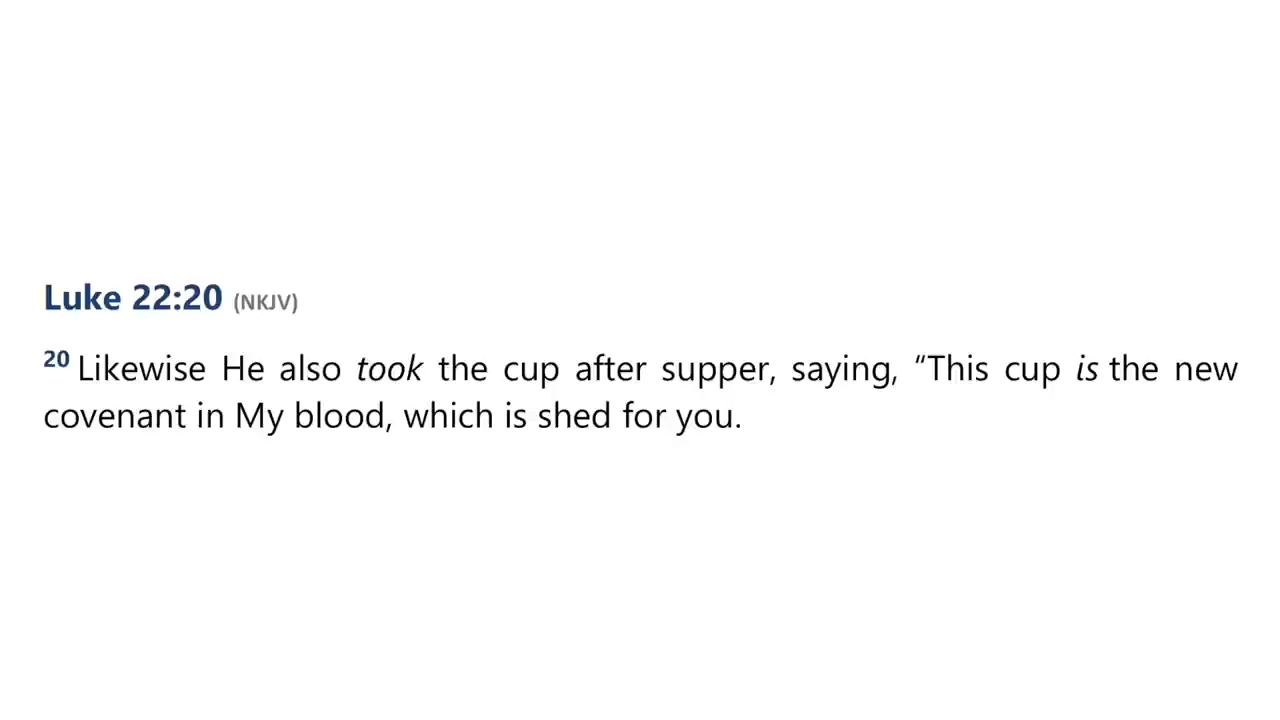 Luke 22:20 (NKJV)
20 Likewise He also took the cup after supper, saying, “This cup is the new
covenant in My blood, which is shed for you.